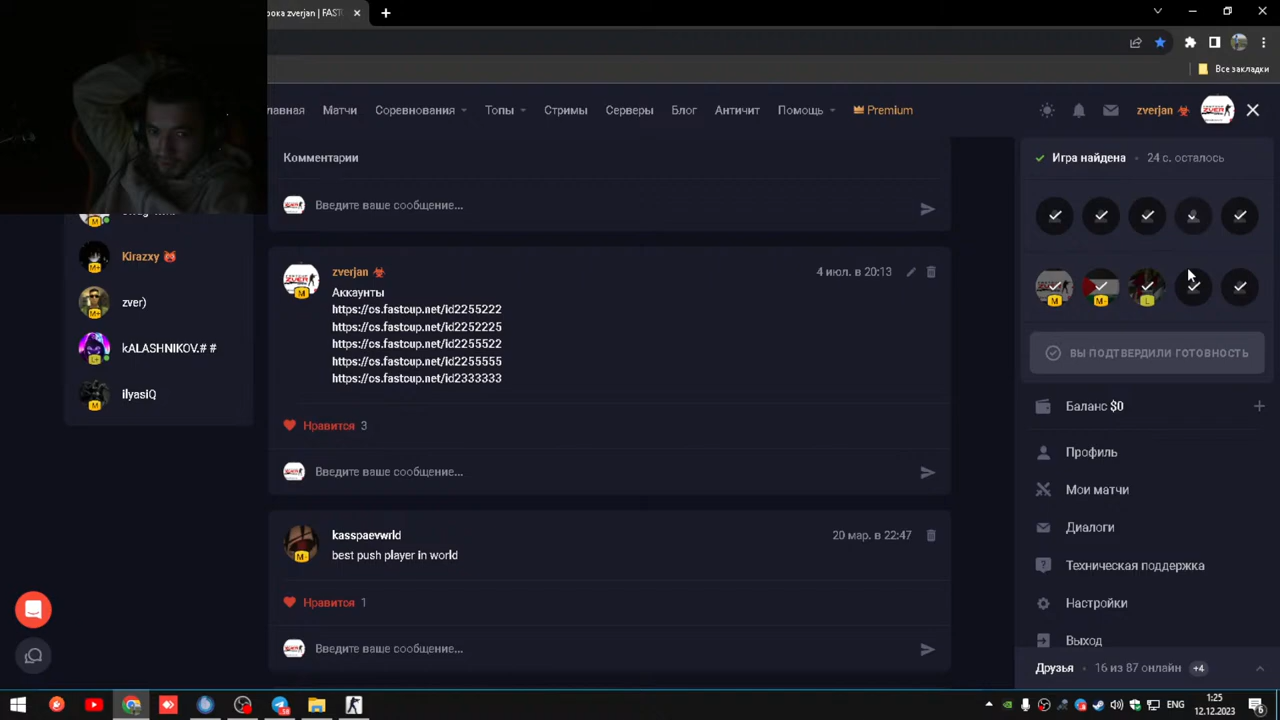 рока zverjan | FAS
Все закладки
лавная
Матчи
Соревнования
Топы
Стримы
Серверы
Блог
Античит
Помощь
Premium
zverjan
Комментарии
Введите ваше сообщение...
Игра найдена • 24 с. осталось
M
Kirazxy
M+
zver)
M+
kALASHNIKOV.# #
L+
ilyasIQ
M
zverjan
4 июл. в 20:13
M
Аккаунты
https://cs.fastcup.net/id2255222
https://cs.fastcup.net/id2252225
https://cs.fastcup.net/id2255522
https://cs.fastcup.net/id2255555
https://cs.fastcup.net/id2333333
Нравится 3
Введите ваше сообщение...
kasspaevwrld
20 мар. в 22:47
best push player in world
Нравится 1
Введите ваше сообщение...
M
M
L
ВЫ ПОДТВЕРДИЛИ ГОТОВНОСТЬ
Баланс $0
Профиль
Мои матчи
Диалоги
Техническая поддержка
Настройки
Выход
Друзья • 16 из 87 онлайн +4
ENG
1:25
12.12.2023